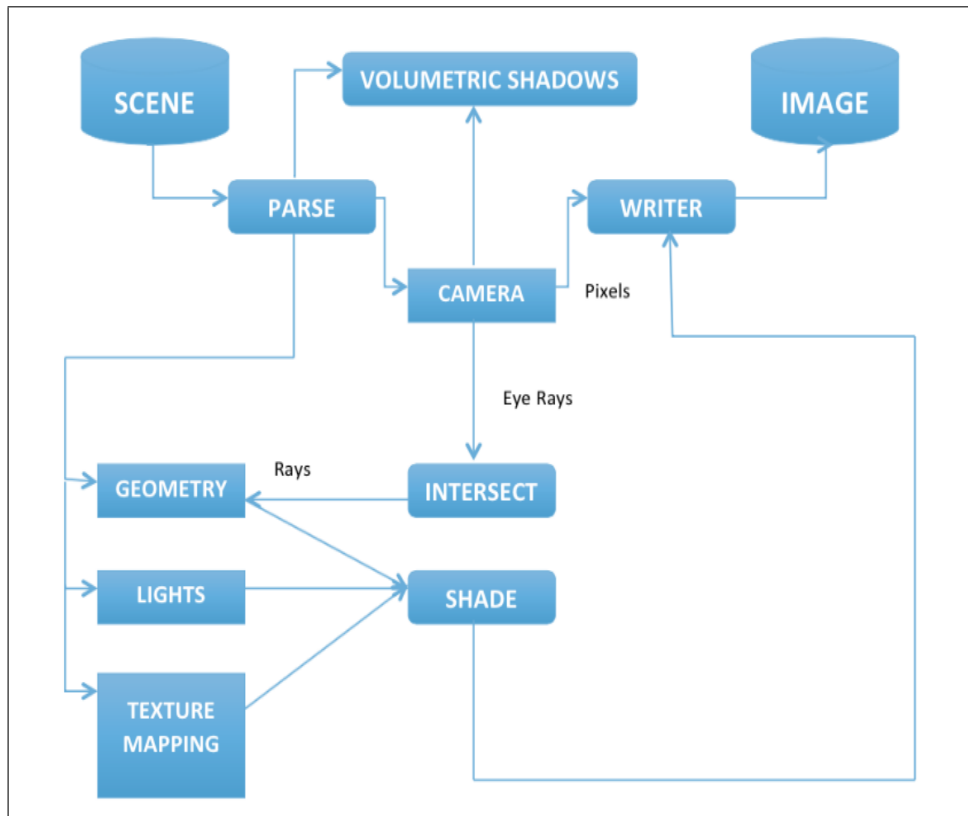 VOLUMETRIC SHADOWS
SCENE
IMAGE
PARSE
WRITER
CAMERA
Pixels
Eye Rays
Rays
GEOMETRY
INTERSECT
LIGHTS
SHADE
TEXTURE
MAPPING